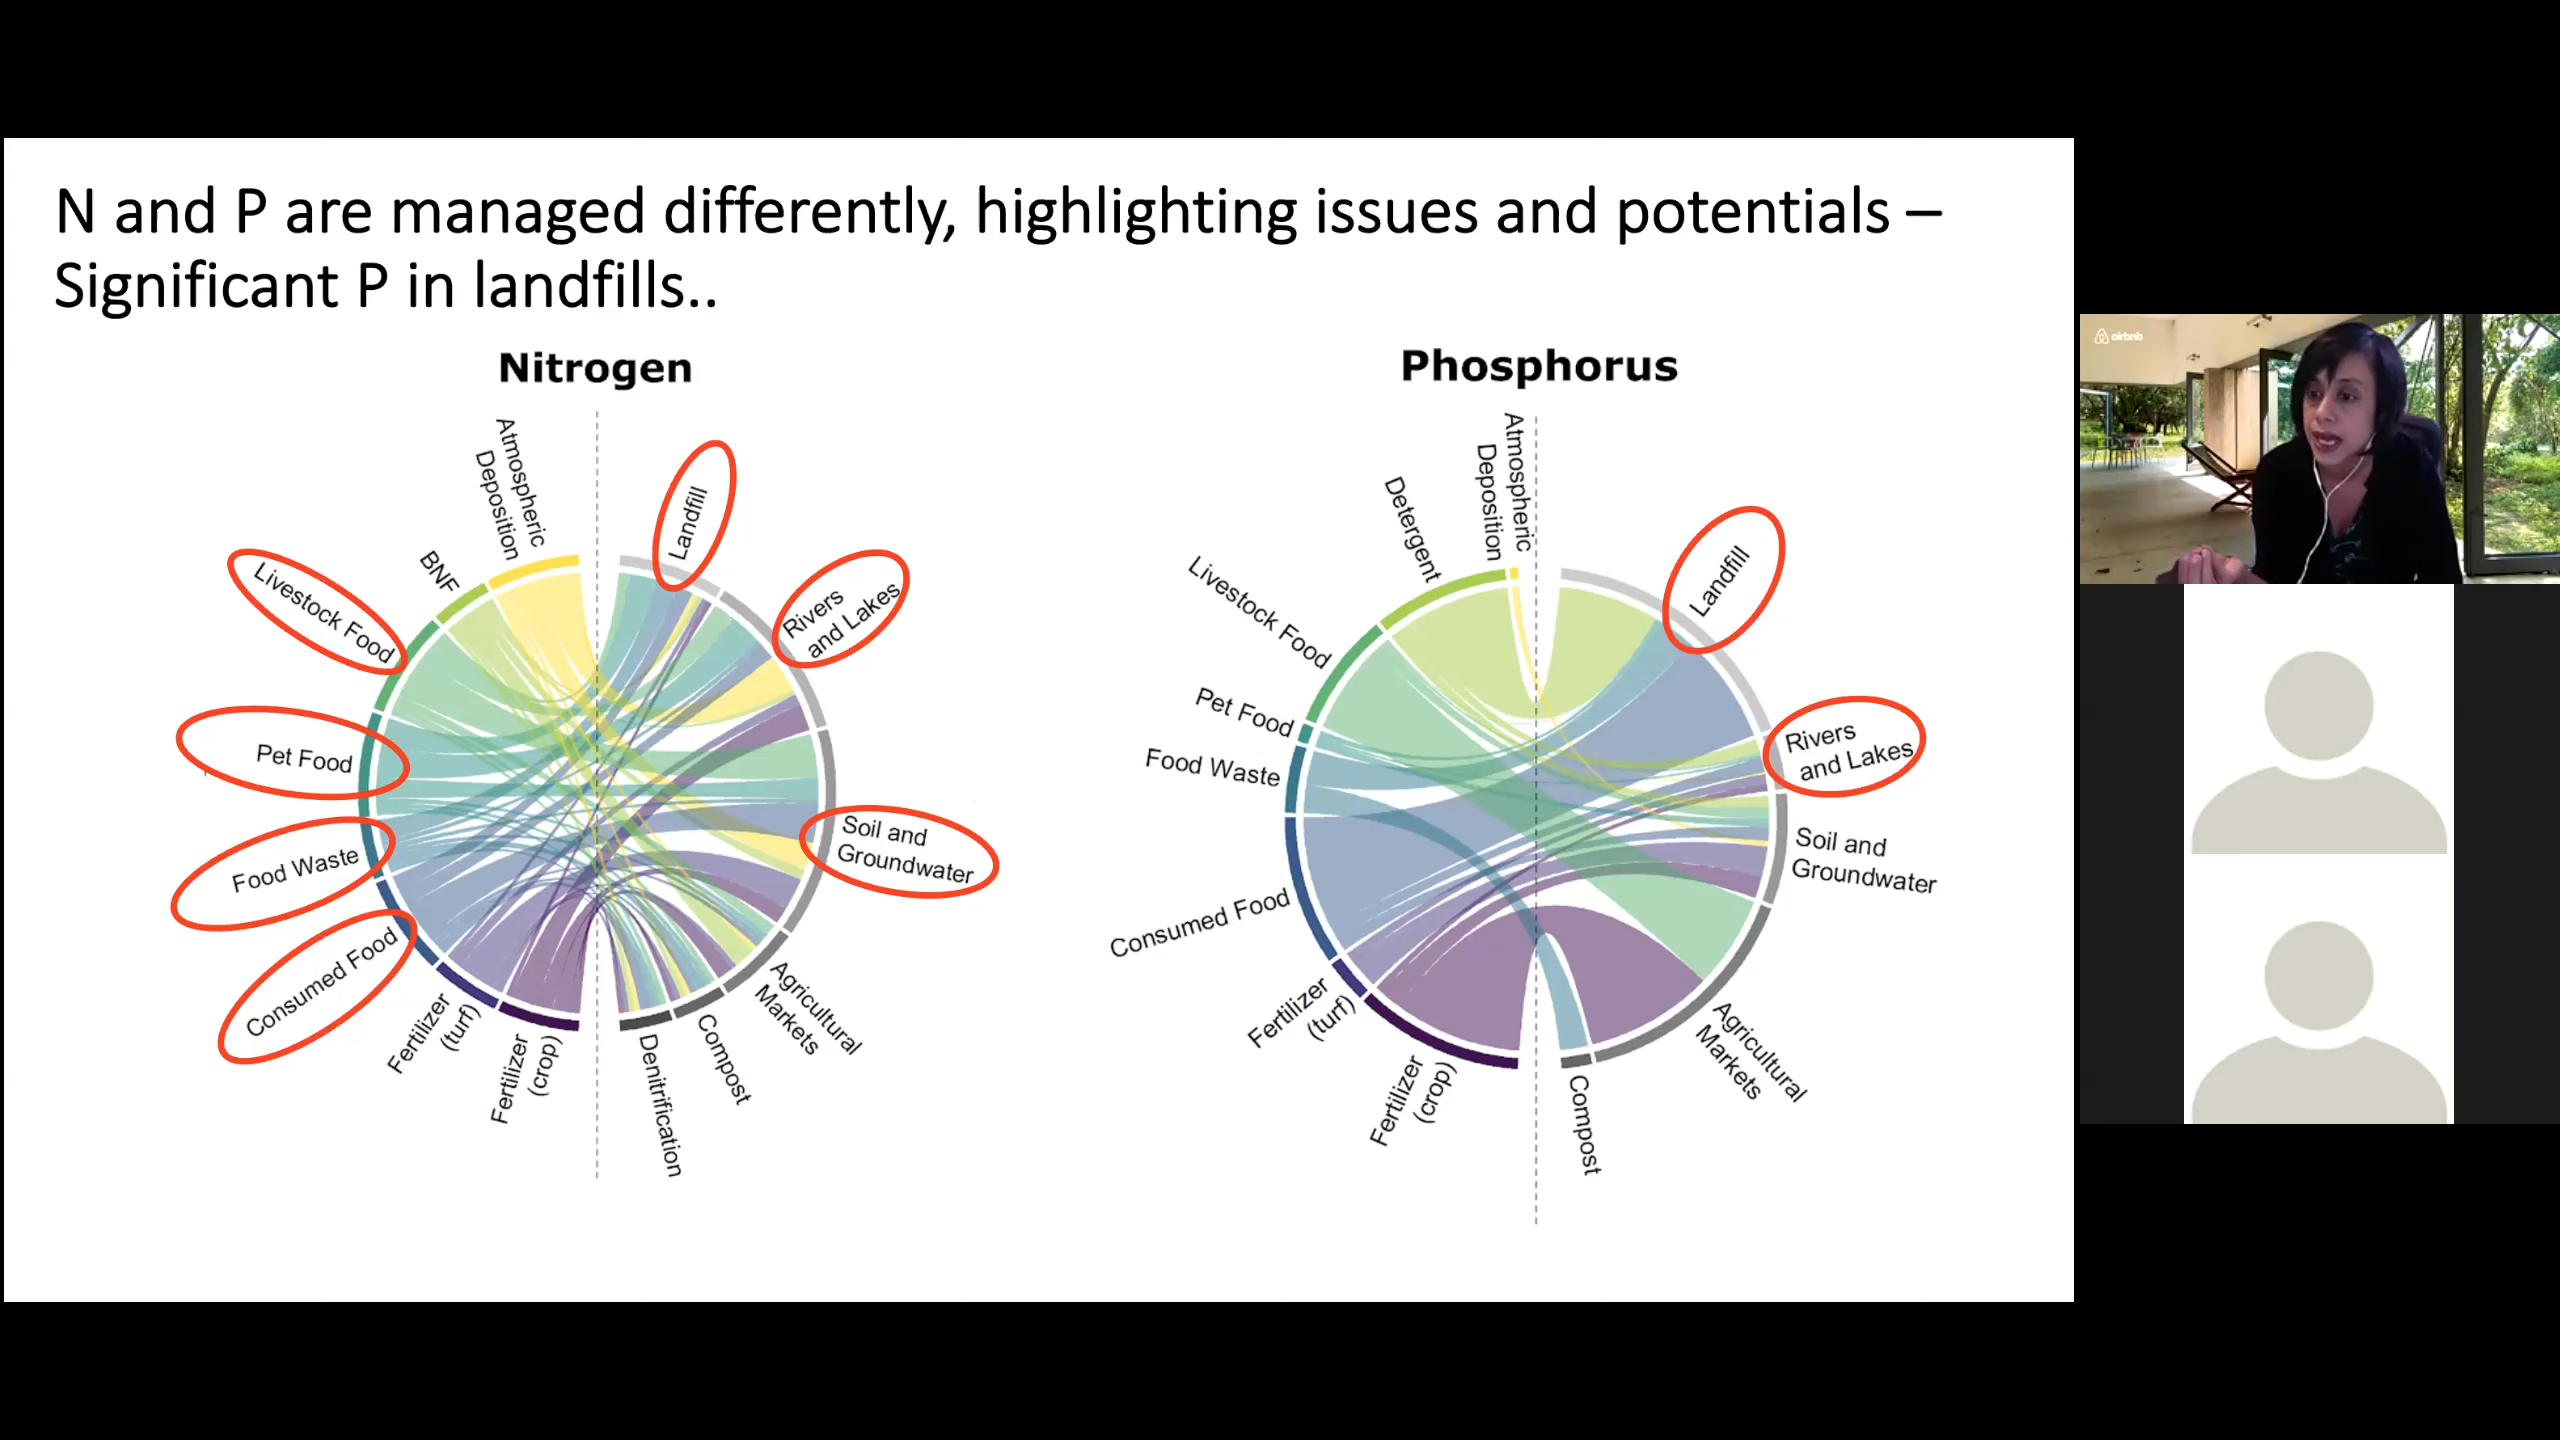 N and P are managed differently, highlighting issues and potentials –
Significant P in landfills..
Nitrogen
Atmospheric
Deposition
BNF
Livestock Food
Pet Food
Food Waste
Consumed Food
Fertilizer
(turf)
Fertilizer
(crop)
Landfill
Rivers
and Lakes
Soil and
Groundwater
Agricultural
Markets
Compost
Denitrification
Phosphorus
Atmospheric
Deposition
Detergent
Livestock Food
Pet Food
Food Waste
Consumed Food
Fertilizer
(turf)
Fertilizer
(crop)
Landfill
Rivers
and Lakes
Soil and
Groundwater
Agricultural
Markets
Compost
airbnb